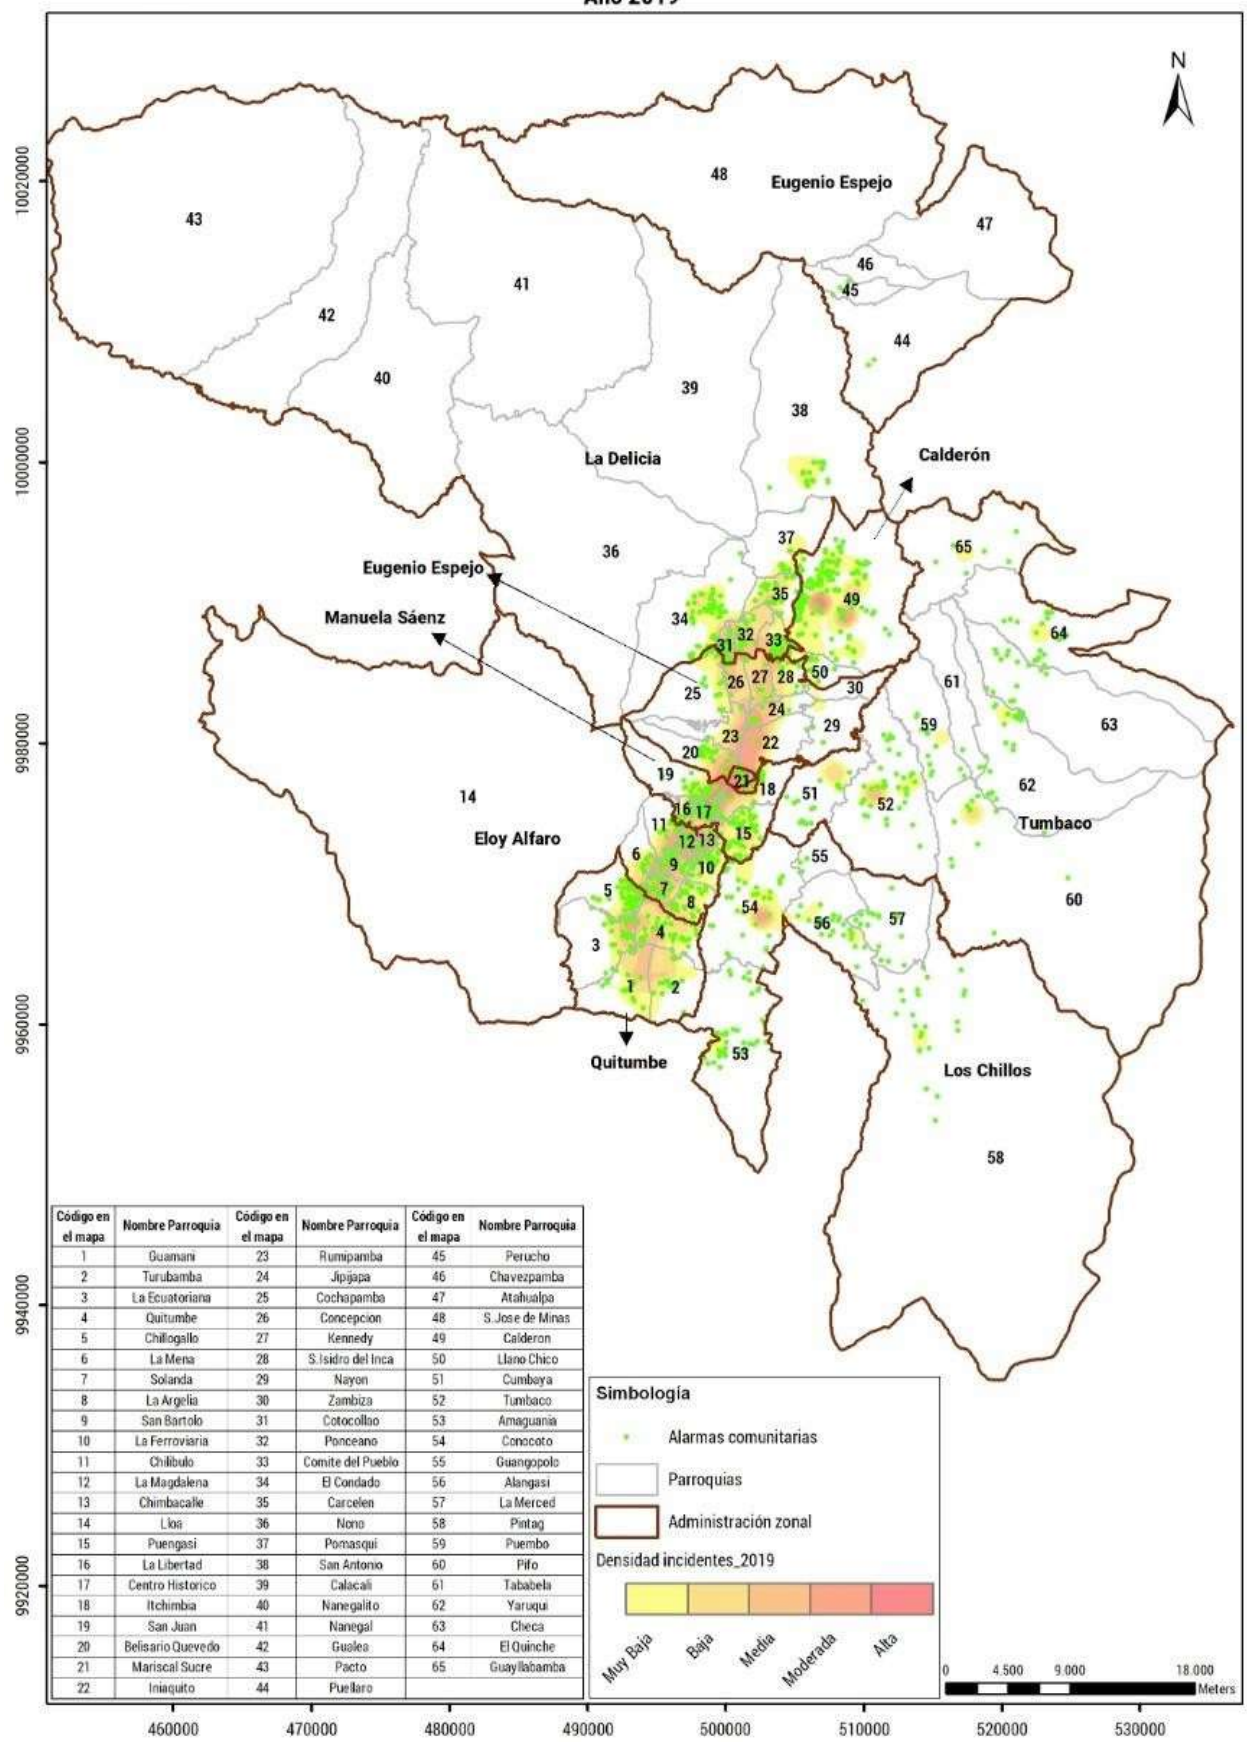 Año 2019
N
48
Eugenio Espejo
43
47
46
45
41
42
44
40
39
38
La Delicia
Calderón
36
37
65
Eugenio Espejo
35
49
34
Manuela Sáenz
32
33
31
64
50
27
28
26
61
30
25
24
63
59
29
23
22
20
19
21
18
14
51
62
52
16
17
Tumbaco
11
15
Eloy Alfaro
12
13
6
55
9
10
5
7
60
8
54
57
56
4
3
1
2
53
Quitumbe
Los Chillos
58
Código en el mapa Nombre Parroquia Código en el mapa Nombre Parroquia Código en el mapa Nombre Parroquia
1 Guamani 23 Rumipamba 45 Perucho
2 Turubamba 24 Jipijapa 46 Chavezpamba
3 La Ecuatoriana 25 Cochapamba 47 Atahualpa
4 Quitumbe 26 Concepcion 48 S.Jose de Minas
5 Chillogallo 27 Kennedy 49 Calderon
6 La Mena 28 S.Isidro del Inca 50 Llano Chico
7 Solanda 29 Nayon 51 Cumbaya
8 La Argelia 30 Zambiza 52 Tumbaco
9 San Bartolo 31 Cotocollao 53 Amaguania
10 La Ferroviaria 32 Ponceano 54 Conocoto
11 Chilibulo 33 Comite del Pueblo 55 Guangopolo
12 La Magdalena 34 El Condado 56 Alangasi
13 Chimbacalle 35 Carcelen 57 La Merced
14 Lloa 36 Nono 58 Pintag
15 Puengasi 37 Pomasqui 59 Puembo
16 La Libertad 38 San Antonio 60 Pifo
17 Centro Historico 39 Calacali 61 Tababela
18 Itchimbia 40 Nanegalito 62 Yaruqui
19 San Juan 41 Nanegal 63 Checa
20 Belisario Quevedo 42 Gualea 64 El Quinche
21 Mariscal Sucre 43 Pacto 65 Guayllabamba
22 Iniaquito 44 Puellaro
Simbología
Alarmas comunitarias
Parroquias
Administración zonal
Densidad incidentes_2019
Muy Baja
Baja
Media
Moderada
Alta
0 4.500 9.000 18.000
Meters
10020000
10000000
9980000
9960000
9940000
9920000
460000 470000 480000 490000 500000 510000 520000 530000